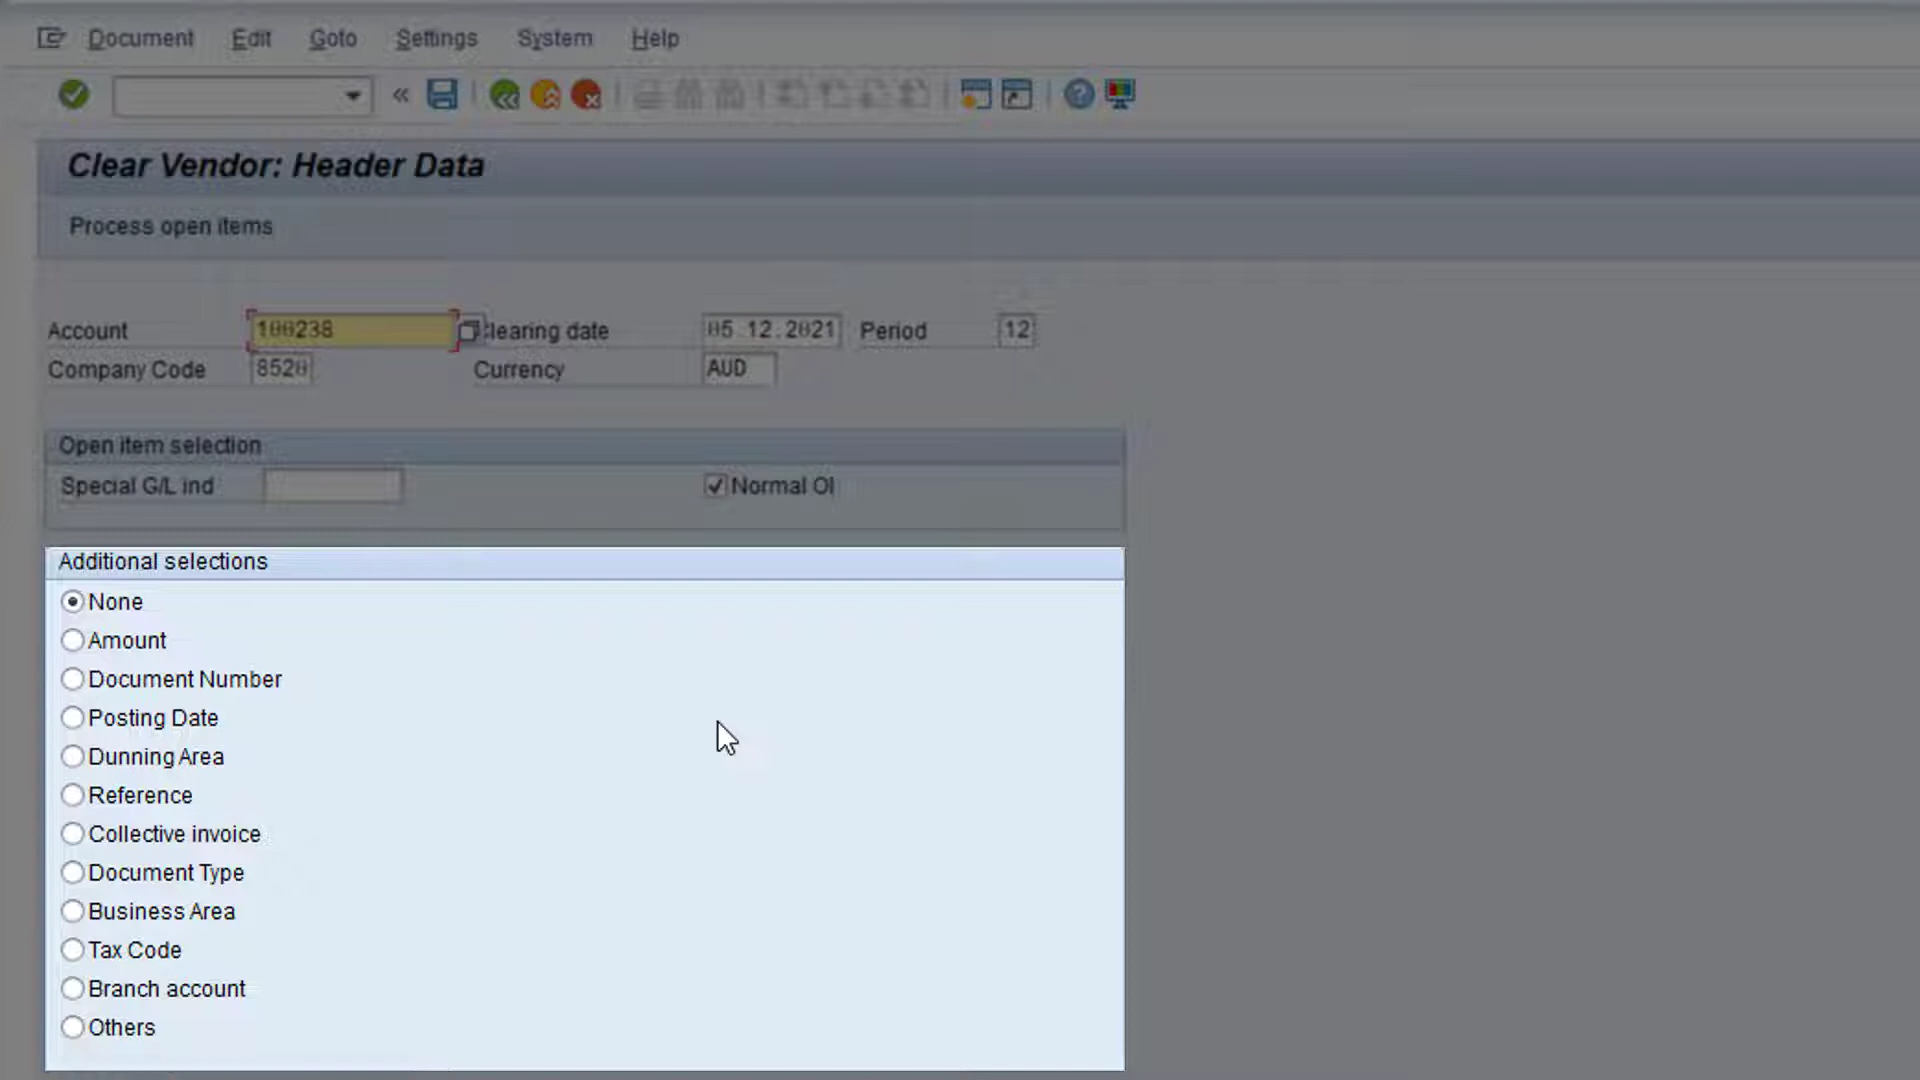 Document Edit Goto Settings System Help
Clear Vendor: Header Data
Process open items
Account 100238 Clearing date 05.12.2021 Period 12
Company Code 8520 Currency AUD
Open item selection
Special G/L ind Normal OI
Additional selections
None
Amount
Document Number
Posting Date
Dunning Area
Reference
Collective invoice
Document Type
Business Area
Tax Code
Branch account
Others